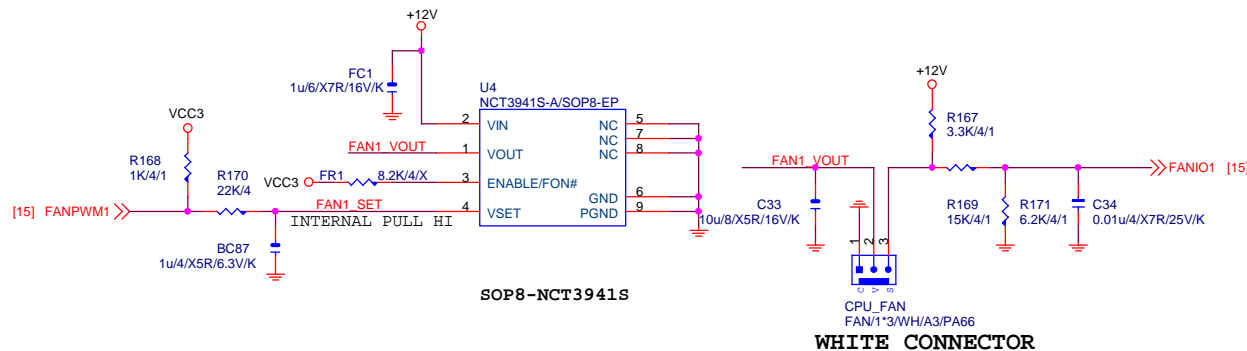 +12V
FC1
1u/6/X7R/16V/K
U4
NCT3941S-A/SOP8-EP
2 VIN NC 5
NC 7
1 VOUT NC 8
FAN1_VOUT
3 ENABLE/FON# GND 6
4 VSET PGND 9
VCC3
R168
1K/4/1
R170
22K/4
VCC3
FR1 8.2K/4/X
[15] FANPWM1
FAN1_SET
INTERNAL PULL HI
BC87
1u/4/X5R/6.3V/K
SOP8-NCT3941S
+12V
R167
3.3K/4/1
FAN1_VOUT
FANIO1 [15]
C33
10u/8/X5R/16V/K
R169
15K/4/1
R171
6.2K/4/1
C34
0.01u/4/X7R/25V/K
1 2 3
C V S
CPU_FAN
FAN/1*3/WH/A3/PA66
WHITE CONNECTOR